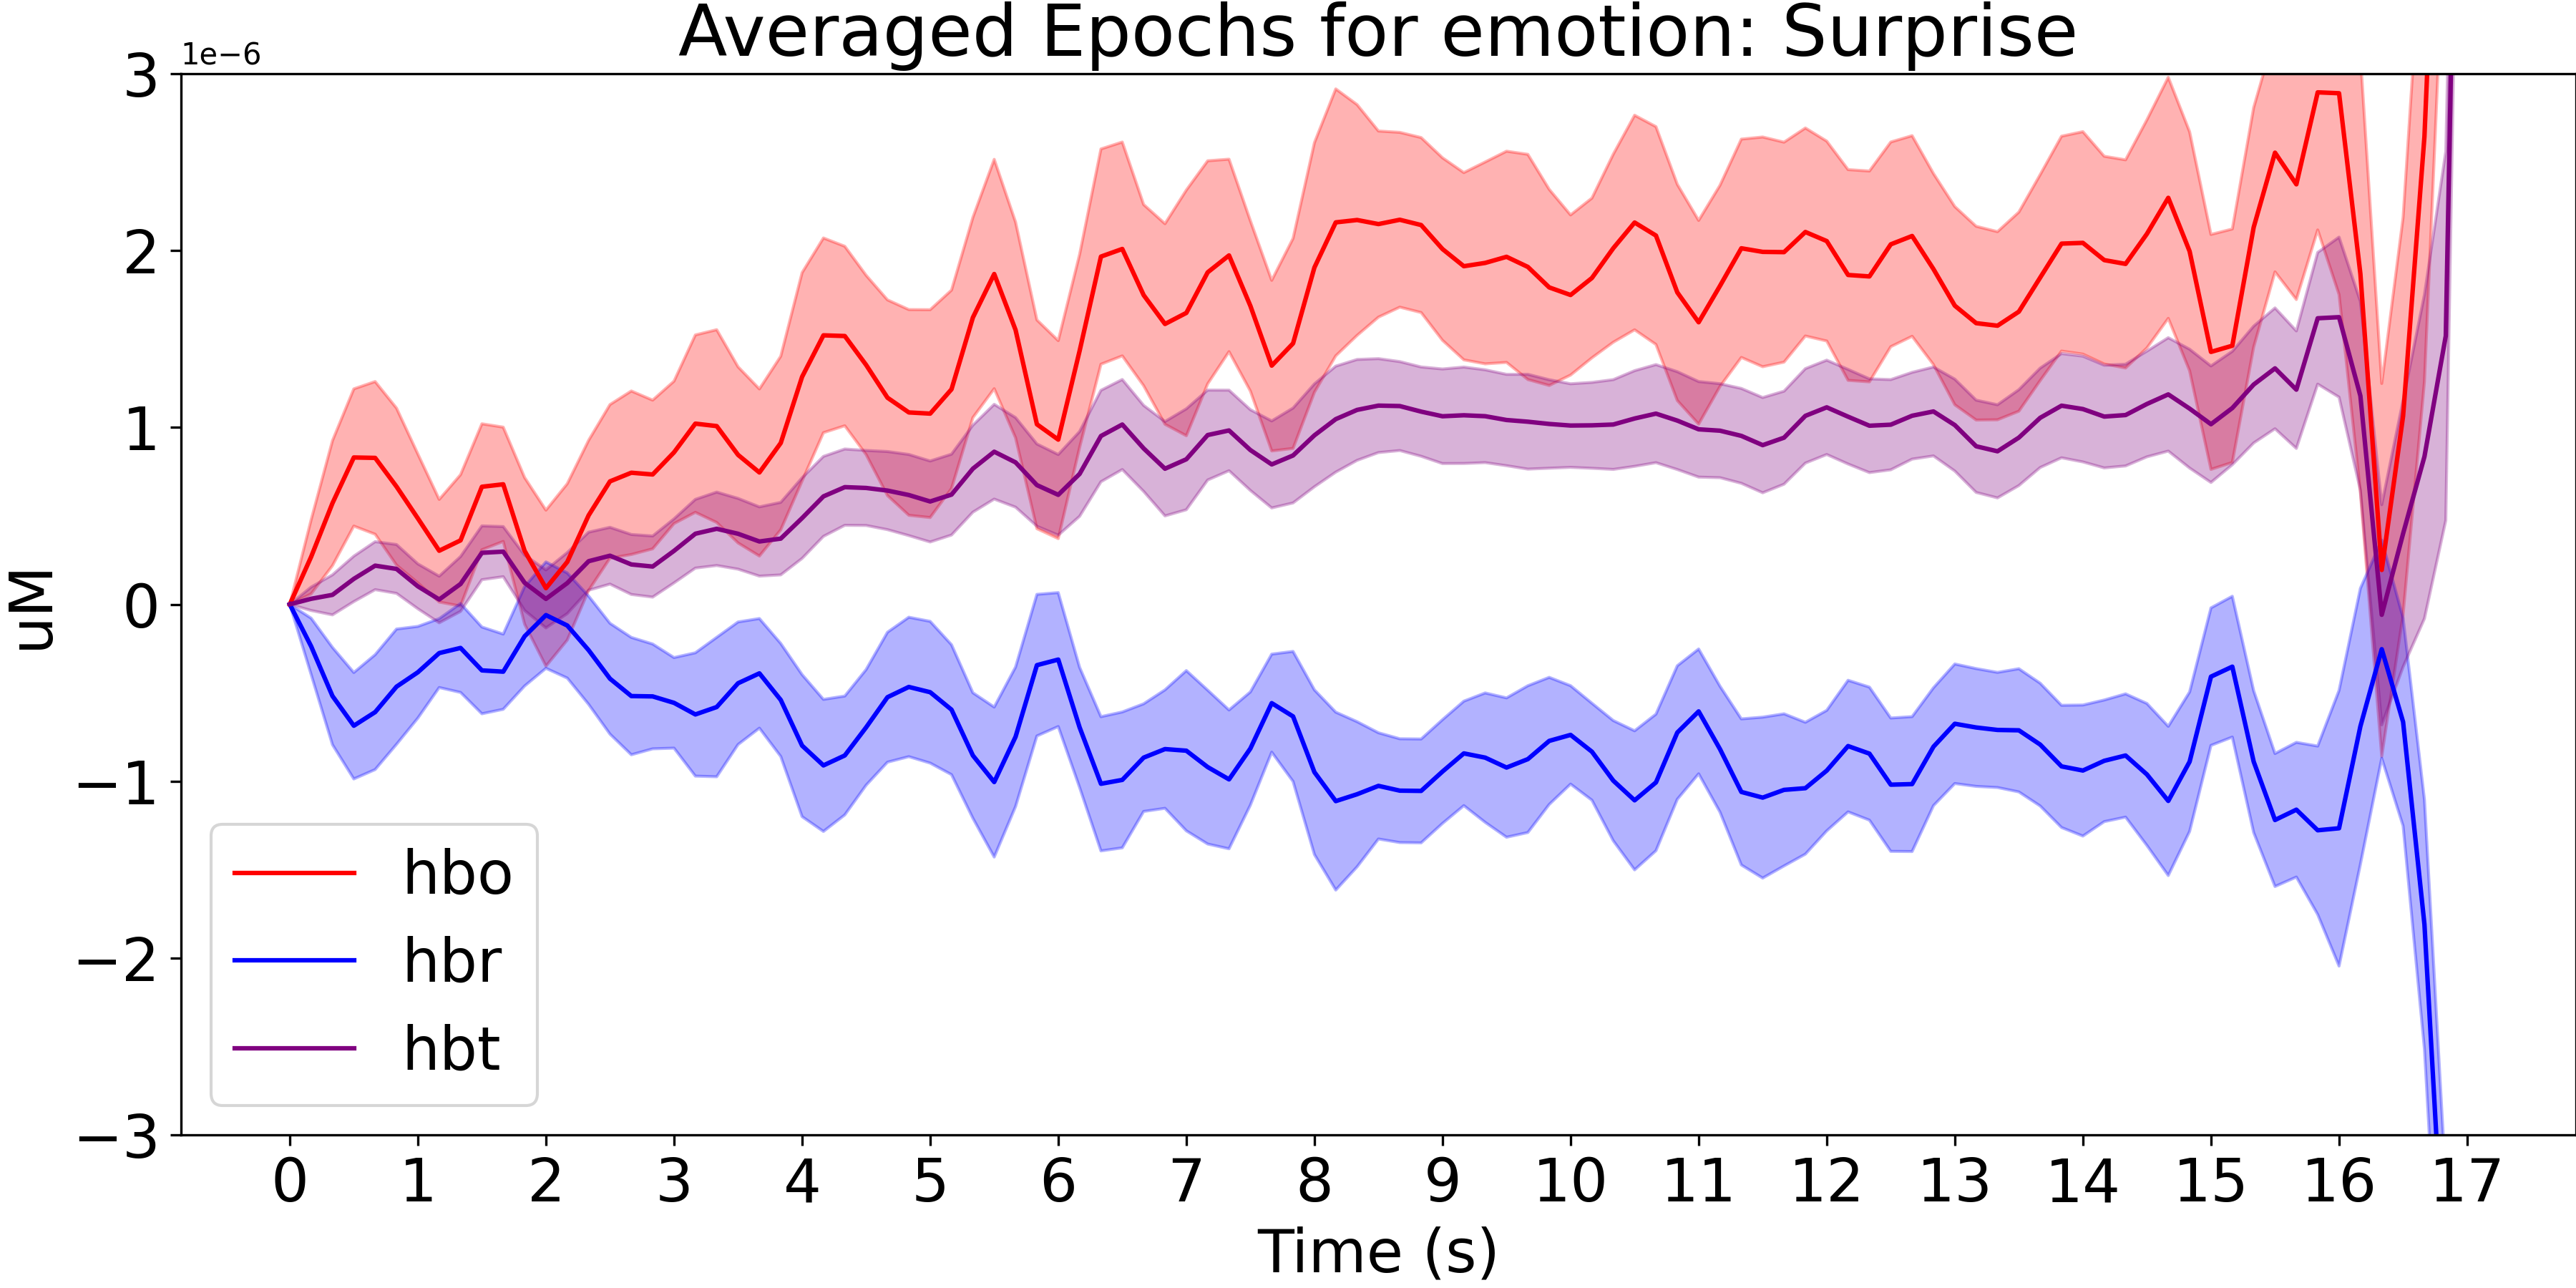 Averaged Epochs for emotion: Surprise
1e−6
3
2
1
0
−1
−2
−3
uM
hbo
hbr
hbt
0 1 2 3 4 5 6 7 8 9 10 11 12 13 14 15 16 17
Time (s)